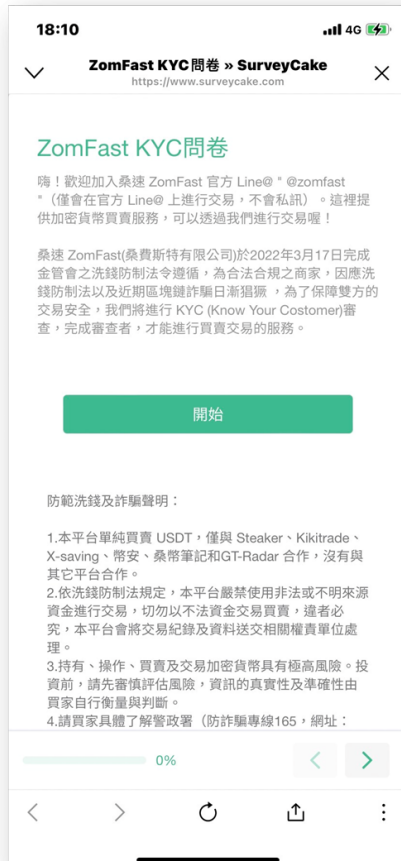 18:10
4G
ZomFast KYC問卷 » SurveyCake
https://www.surveycake.com
ZomFast KYC問卷
嗨！歡迎加入桑速 ZomFast 官方 Line@ " @zomfast
"（僅會在官方 Line@ 上進行交易，不會私訊）。這裡提
供加密貨幣買賣服務，可以透過我們進行交易喔！
桑速 ZomFast(桑費斯特有限公司)於2022年3月17日完成
金管會之洗錢防制法令遵循，為合法合規之商家，因應洗
錢防制法以及近期區塊鏈詐騙日漸猖獗 ，為了保障雙方的
交易安全，我們將進行 KYC (Know Your Costomer)審
查，完成審查者，才能進行買賣交易的服務。
開始
防範洗錢及詐騙聲明：
1.本平台單純買賣 USDT，僅與 Steaker、Kikitrade、
X-saving、幣安、桑幣筆記和GT-Radar 合作，沒有與
其它平台合作。
2.依洗錢防制法規定，本平台嚴禁使用非法或不明來源
資金進行交易，切勿以不法資金交易買賣，違者必
究，本平台會將交易紀錄及資料送交相關權責單位處
理。
3.持有、操作、買賣及交易加密貨幣具有極高風險。投
資前，請先審慎評估風險，資訊的真實性及準確性由
買家自行衡量與判斷。
4.請買家具體了解警政署（防詐騙專線165，網址：
0%